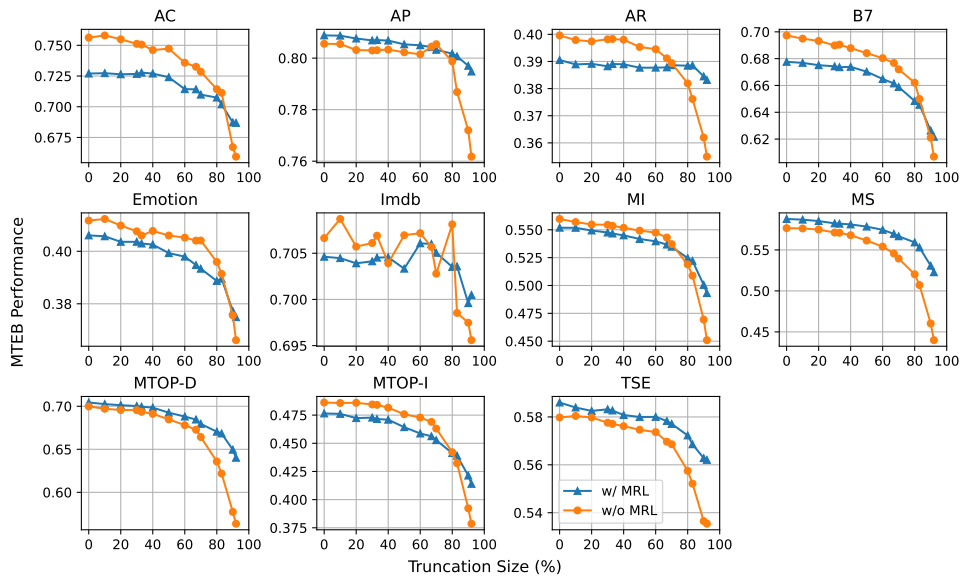 AC AP AR B7
0.750
0.725
0.700
0.675
0 20 40 60 80 100
0.80
0.78
0.76
0 20 40 60 80 100
0.40
0.39
0.38
0.37
0.36
0 20 40 60 80 100
0.70
0.68
0.66
0.64
0.62
0 20 40 60 80 100
MTEB Performance
Emotion Imdb MI MS
0.40
0.38
0 20 40 60 80 100
0.705
0.700
0.695
0 20 40 60 80 100
0.550
0.525
0.500
0.475
0.450
0 20 40 60 80 100
0.55
0.50
0.45
0 20 40 60 80 100
MTOP-D MTOP-I TSE
0.70
0.65
0.60
0 20 40 60 80 100
0.475
0.450
0.425
0.400
0.375
0 20 40 60 80 100
0.58
0.56
0.54
w/ MRL
w/o MRL
0 20 40 60 80 100
Truncation Size (%)